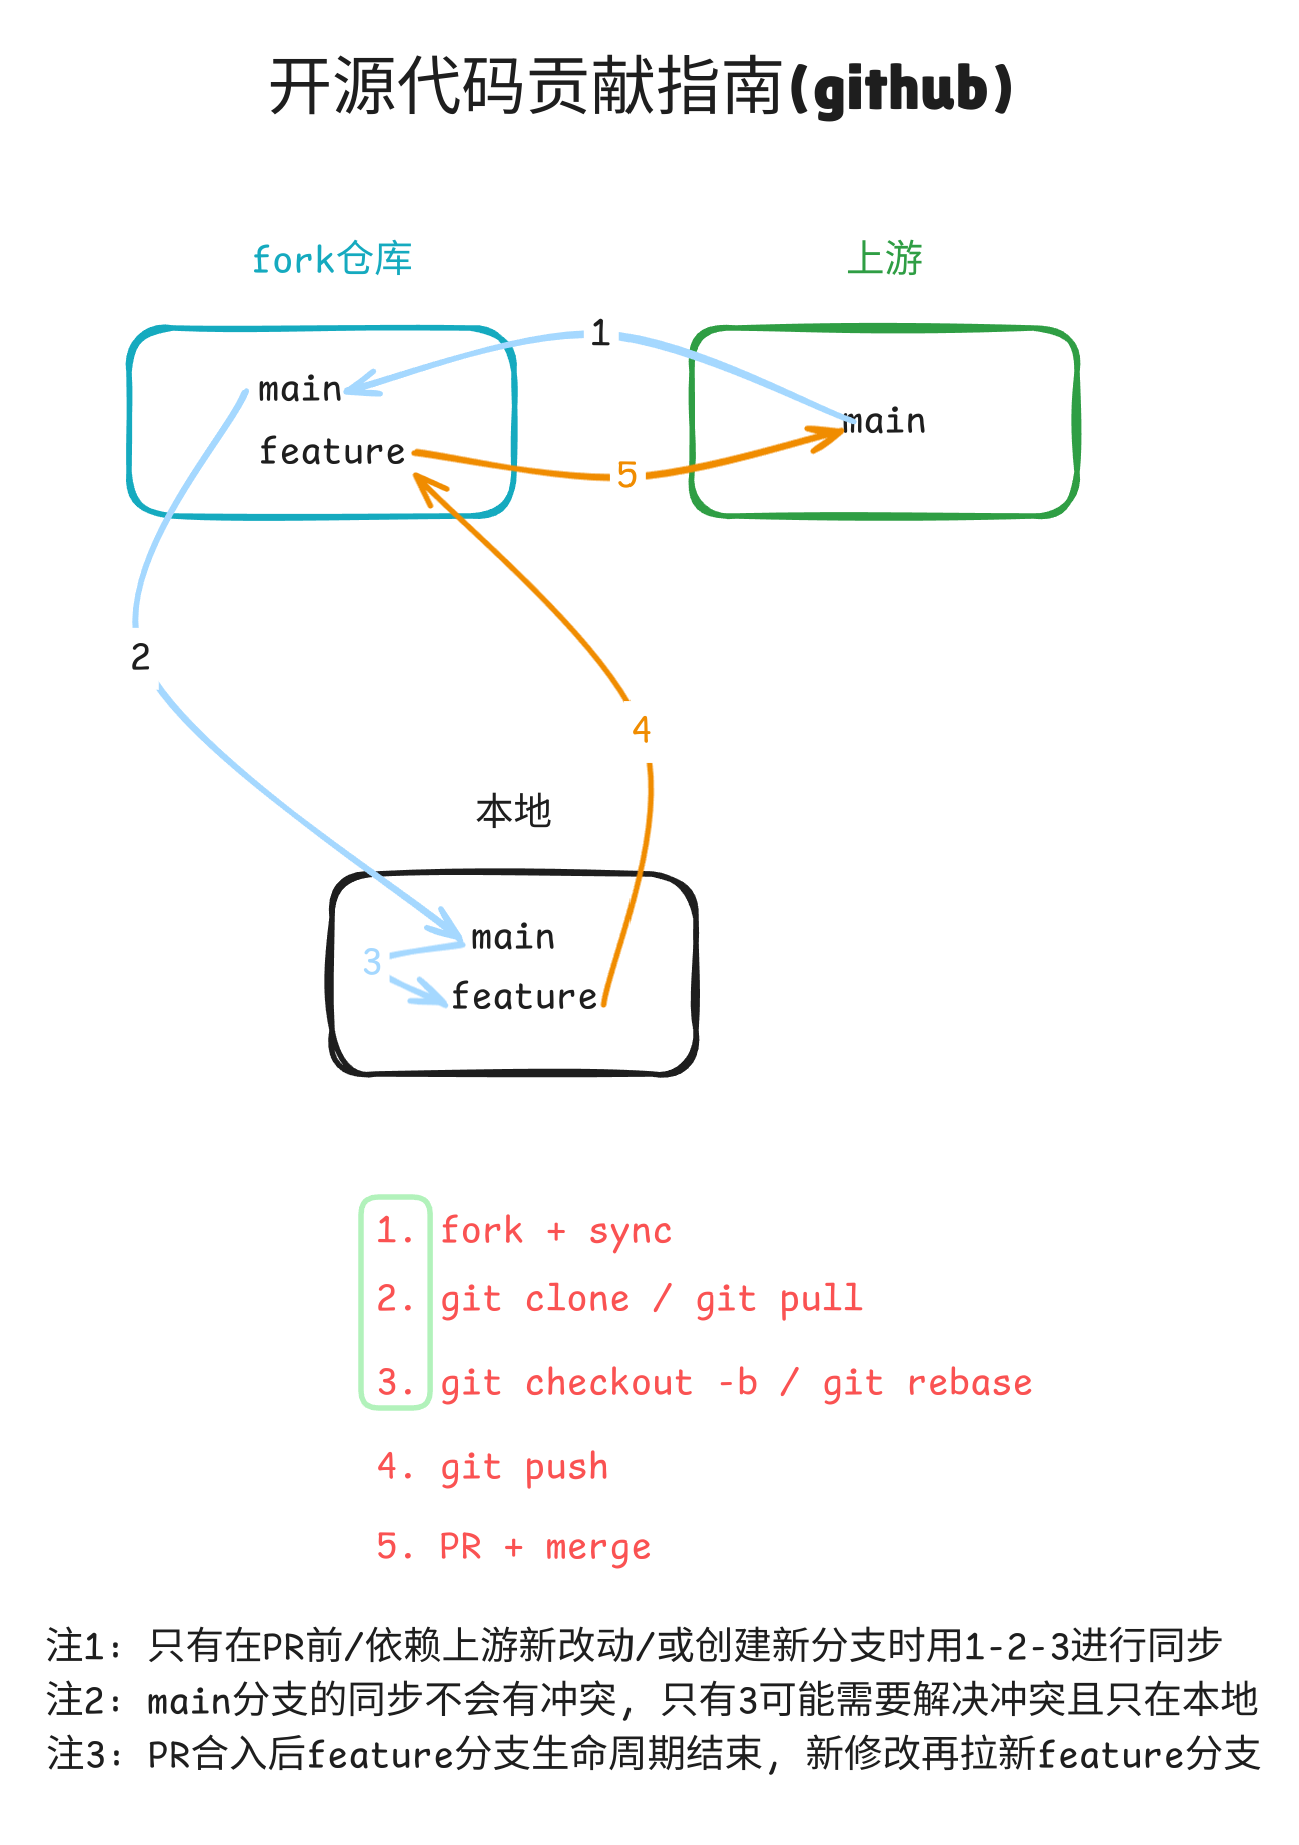 开源代码贡献指南(github)
fork仓库
上游
1
main
main
feature
5
2
4
本地
main
3
feature
1. fork + sync
2. git clone / git pull
3. git checkout -b / git rebase
4. git push
5. PR + merge
注1: 只有在PR前/依赖上游新改动/或创建新分支时用1-2-3进行同步
注2: main分支的同步不会有冲突, 只有3可能需要解决冲突且只在本地
注3: PR合入后feature分支生命周期结束, 新修改再拉新feature分支